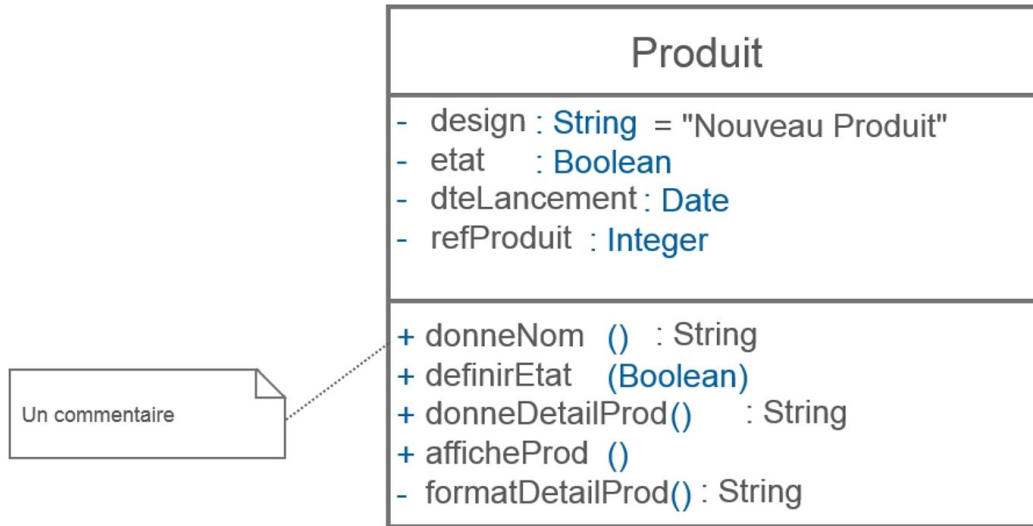 Produit
- design : String = "Nouveau Produit"
- etat : Boolean
- dteLancement : Date
- refProduit : Integer
+ donneNom () : String
+ definirEtat (Boolean)
+ donneDetailProd() : String
+ afficheProd ()
- formatDetailProd() : String
Un commentaire